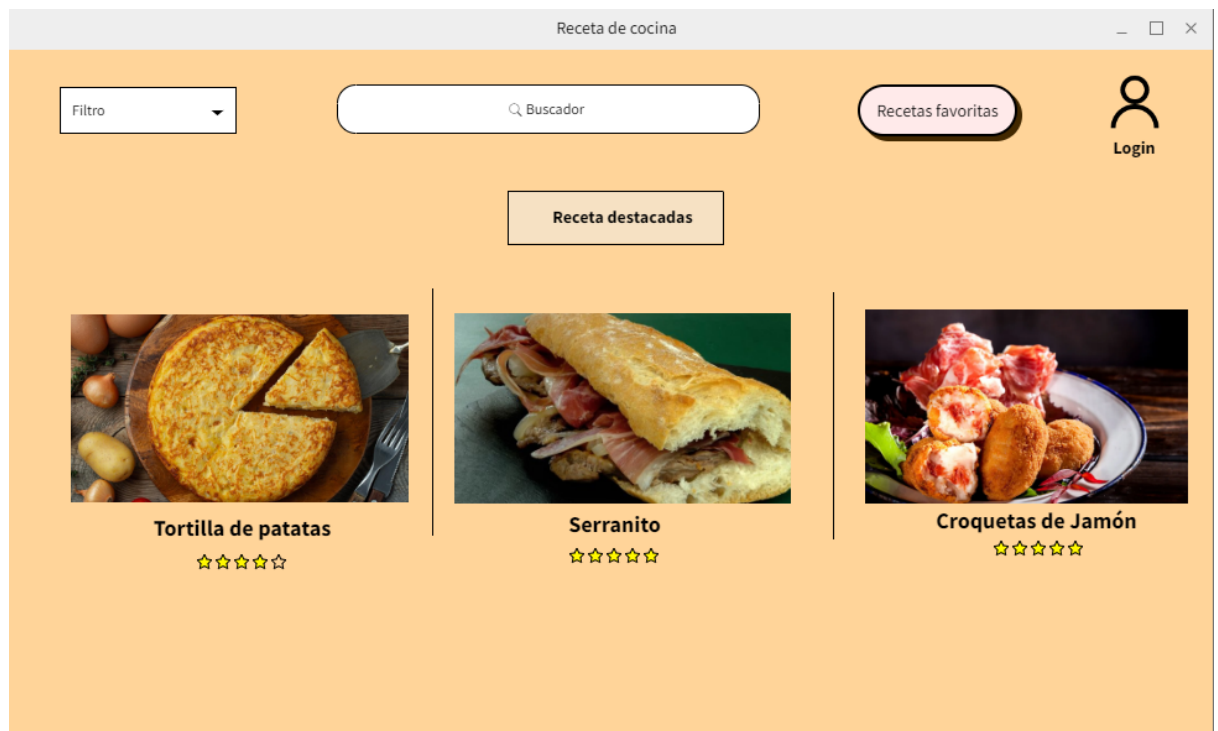 Receta de cocina
Filtro
Buscador
Recetas favoritas
Login
Receta destacadas
Tortilla de patatas
Serranito
Croquetas de Jamón